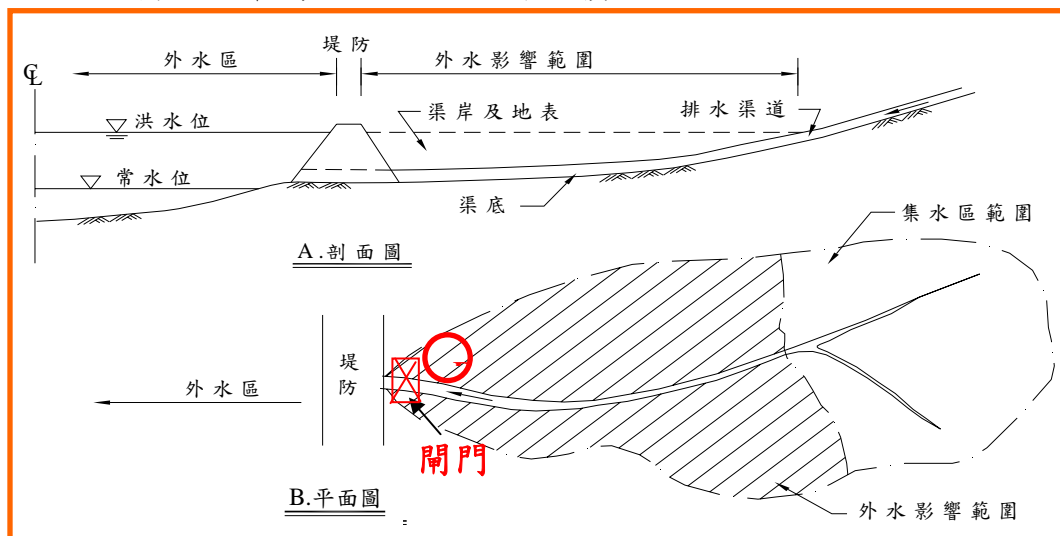 堤防
外水區
外水影響範圍
℄
洪水位
渠岸及地表
排水渠道
常水位
渠底
A.剖面圖
集水區範圍
堤防
外水區
閘門
B.平面圖
外水影響範圍